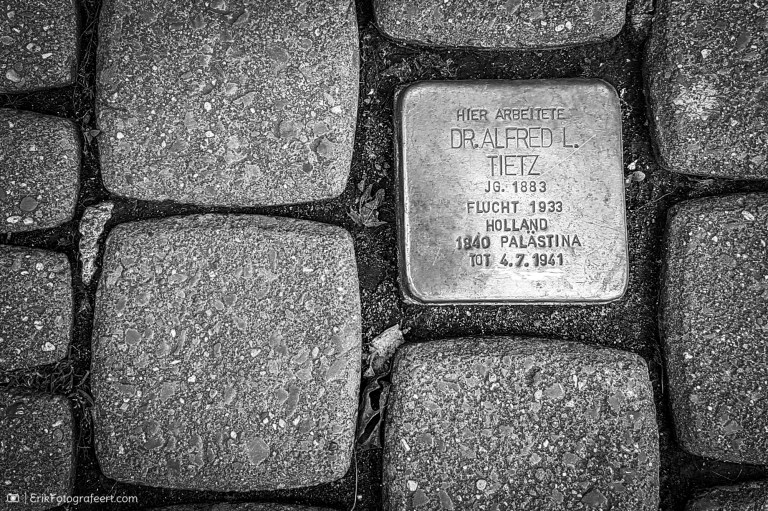 HIER ARBEITETE
DR. ALFRED L.
TIETZ
JG. 1883
FLUCHT 1933
HOLLAND
1940 PALÄSTINA
TOT 4.7.1941
| ErikFotografeert.com